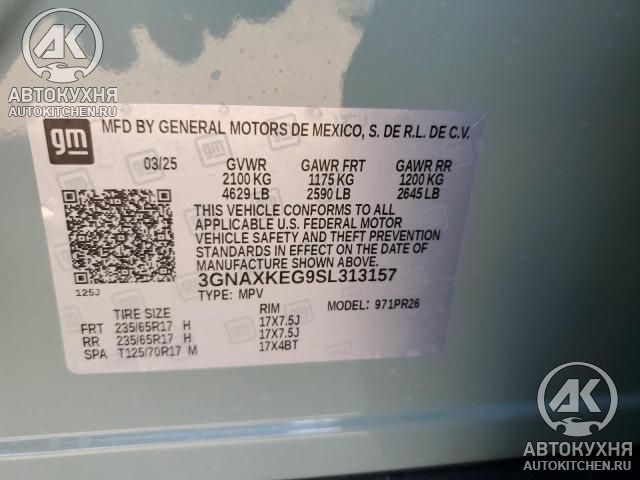 AK
АВТОКУХНЯ
AUTOKITCHEN.RU
gm
MFD BY GENERAL MOTORS DE MEXICO, S. DE R.L. DE C.V.
03/25 GVWR GAWR FRT GAWR RR
2100 KG 1175 KG 1200 KG
4629 LB 2590 LB 2645 LB
THIS VEHICLE CONFORMS TO ALL
APPLICABLE U.S. FEDERAL MOTOR
VEHICLE SAFETY AND THEFT PREVENTION
STANDARDS IN EFFECT ON THE DATE OF
MANUFACTURE SHOWN ABOVE.
125J 3GNAXKEG9SL313157
TYPE: MPV MODEL: 971PR26
TIRE SIZE RIM
FRT 235/65R17 H 17X7.5J
RR 235/65R17 H 17X7.5J
SPA T125/70R17 M 17X4BT
AK
АВТОКУХНЯ
AUTOKITCHEN.RU